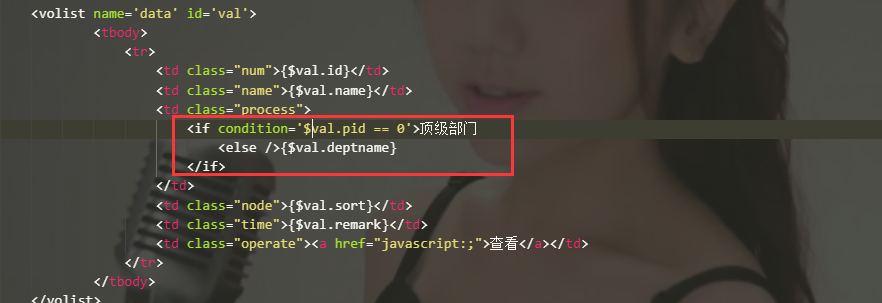 <volist name='data' id='val'>
<tbody>
<tr>
<td class="num">{$val.id}</td>
<td class="name">{$val.name}</td>
<td class="process">
<if condition='$val.pid == 0'>顶级部门
<else />{$val.deptname}
</if>
</td>
<td class="node">{$val.sort}</td>
<td class="time">{$val.remark}</td>
<td class="operate"><a href="javascript:;">查看</a></td>
</tr>
</tbody>
</volist>